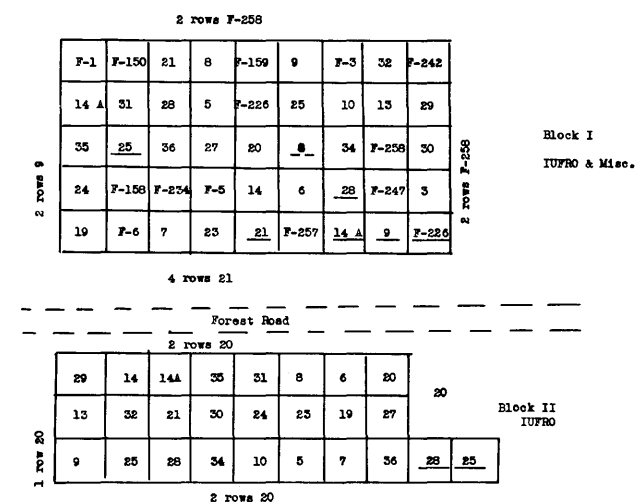 2 rows F-258
F-1 F-150 21 8 F-159 9 F-3 32 F-242
14 A 31 28 5 F-226 25 10 13 29
35 25 36 27 20 8 34 F-258 30
24 F-158 F-234 F-5 14 6 28 F-247 3
19 F-6 7 23 21 F-257 14 A 9 F-226
2 rows 9
2 rows F-258
Block I
IUFRO & Misc.
4 rows 21
Forest Road
2 rows 20
29 14 14A 35 31 8 6 20
20
13 32 21 30 24 23 19 27
9 25 28 34 10 5 7 36 28 25
1 row 20
Block II
IUFRO
2 rows 20